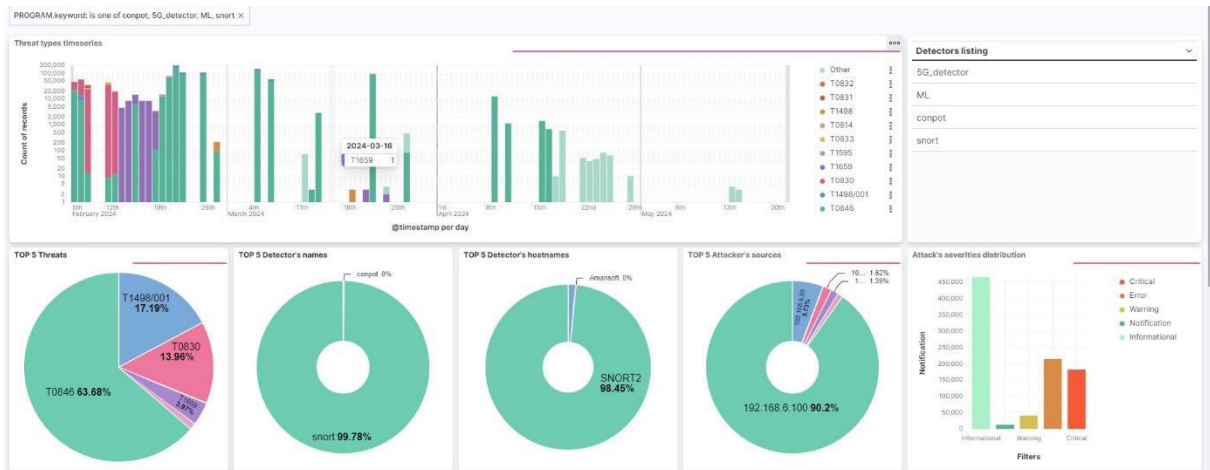 PROGRAM.keyword: is one of conpot, 5G_detector, ML, snort ×
Threat types timeseries
Count of records
200,000
100,000
50,000
20,000
10,000
5,000
2,000
1,000
500
200
100
50
20
10
5
2
1
5th
12th
19th
26th
4th
11th
18th
25th
1st
8th
15th
22nd
29th
6th
13th
20th
February 2024
March 2024
April 2024
May 2024
@timestamp per day
2024-03-16
T1659 1
Other
T0832
T0831
T1498
T0814
T0833
T1595
T1659
T0830
T1498/001
T0846
Detectors listing
5G_detector
ML
conpot
snort
TOP 5 Threats
T1498/001
17.19%
T0830
13.96%
T1659
3.97%
T0846 63.68%
TOP 5 Detector's names
conpot 0%
snort 99.78%
TOP 5 Detector's hostnames
Amarisoft 0%
SNORT2
98.45%
TOP 5 Attacker's sources
10... 1.62%
1... 1.39%
192.168.6.100 90.2%
Attack's severities distribution
Notification
450,000
400,000
350,000
300,000
250,000
200,000
150,000
100,000
50,000
0
Informational
Warning
Critical
Filters
Critical
Error
Warning
Notification
Informational